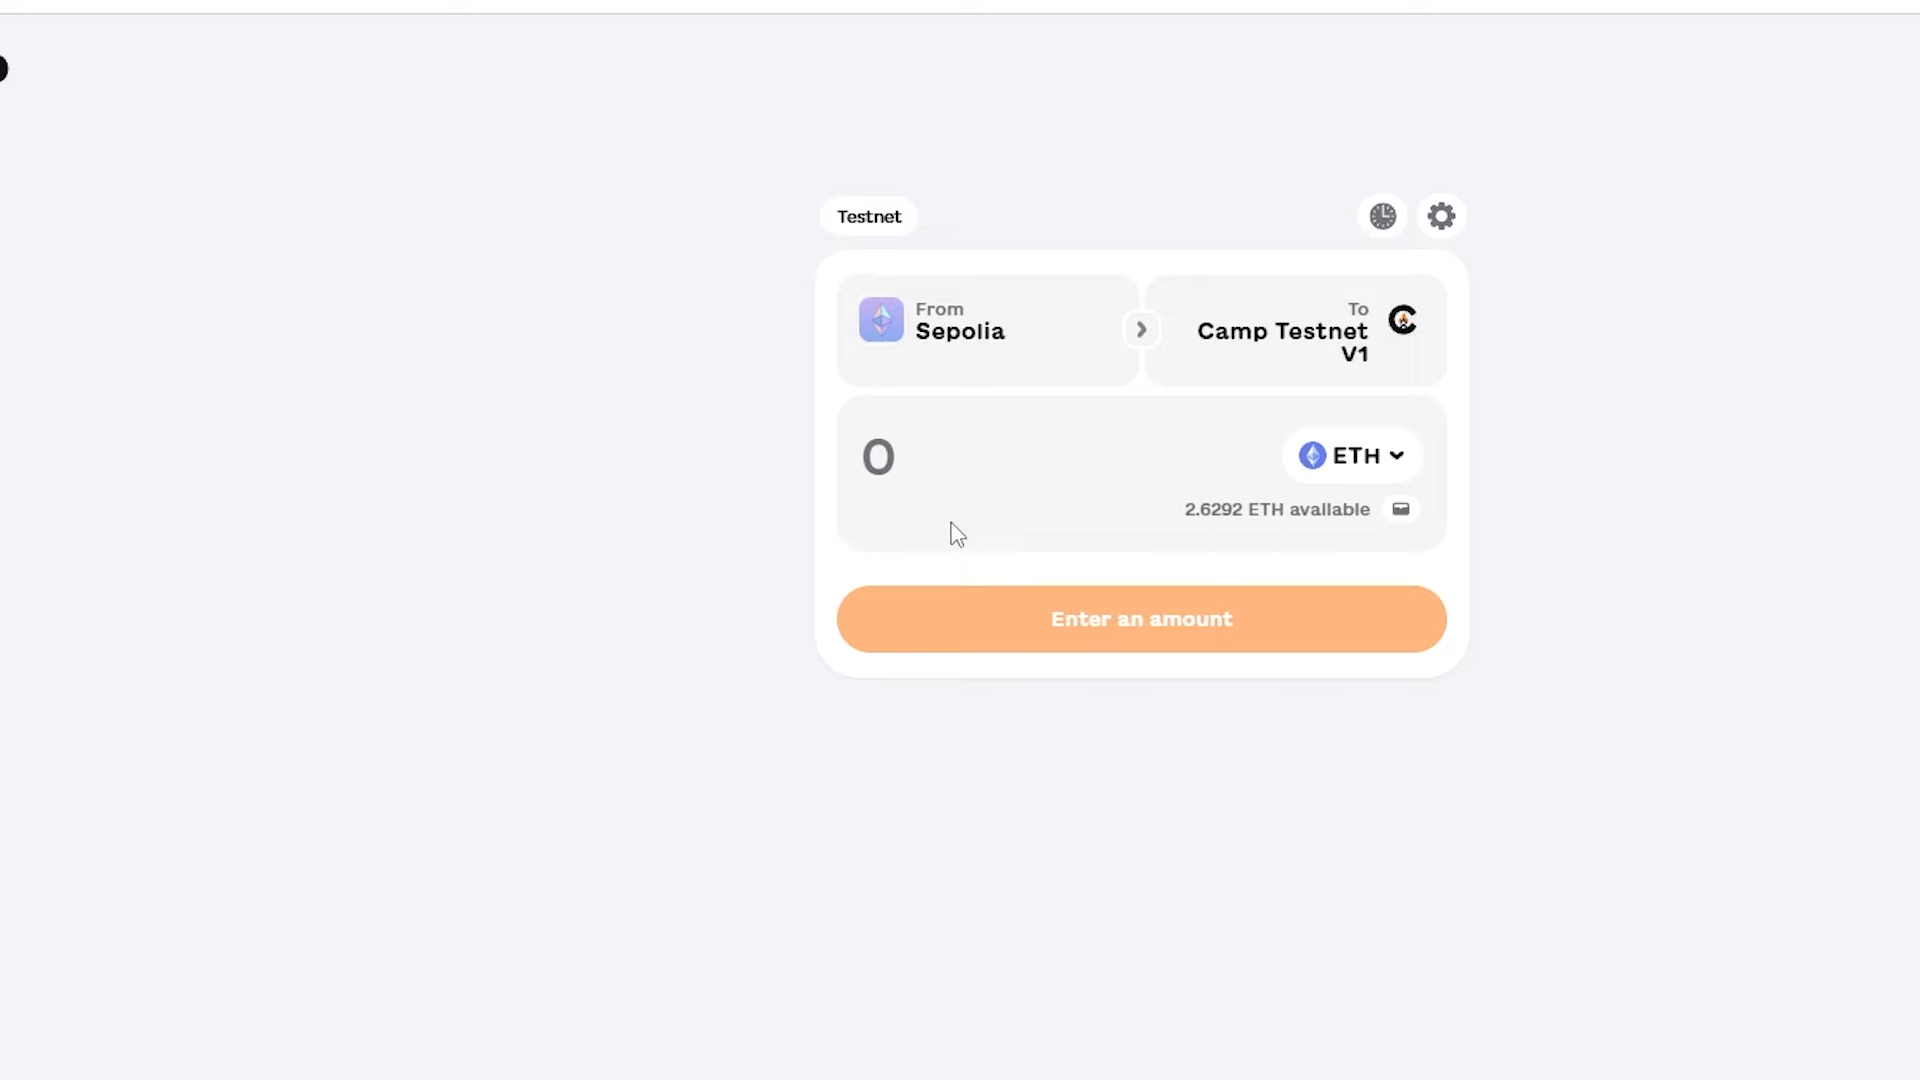 Testnet
From
Sepolia
To
Camp Testnet
V1
0
ETH
2.6292 ETH available
Enter an amount